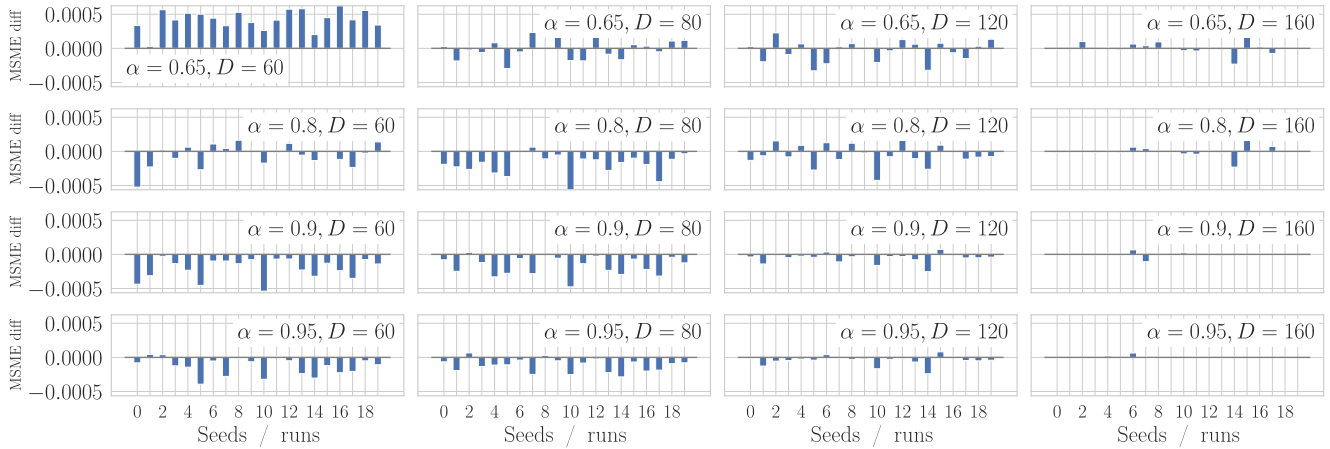 MSME diff
0.0005
0.0000
−0.0005
α = 0.65, D = 60
α = 0.65, D = 80
α = 0.65, D = 120
α = 0.65, D = 160
MSME diff
0.0005
0.0000
−0.0005
α = 0.8, D = 60
α = 0.8, D = 80
α = 0.8, D = 120
α = 0.8, D = 160
MSME diff
0.0005
0.0000
−0.0005
α = 0.9, D = 60
α = 0.9, D = 80
α = 0.9, D = 120
α = 0.9, D = 160
MSME diff
0.0005
0.0000
−0.0005
α = 0.95, D = 60
α = 0.95, D = 80
α = 0.95, D = 120
α = 0.95, D = 160
0 2 4 6 8 10 12 14 16 18
0 2 4 6 8 10 12 14 16 18
0 2 4 6 8 10 12 14 16 18
0 2 4 6 8 10 12 14 16 18
Seeds / runs
Seeds / runs
Seeds / runs
Seeds / runs